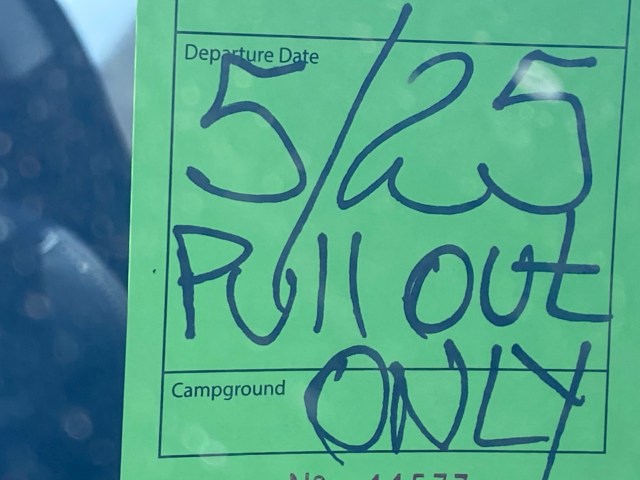 Departure Date
5/25
Pull OUt
Campground
ONLY